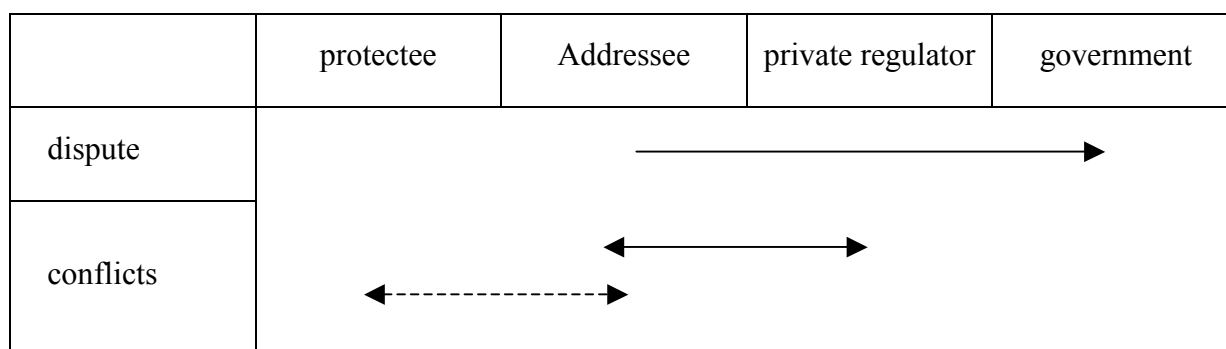 protectee Addressee private regulator government
dispute
conflicts